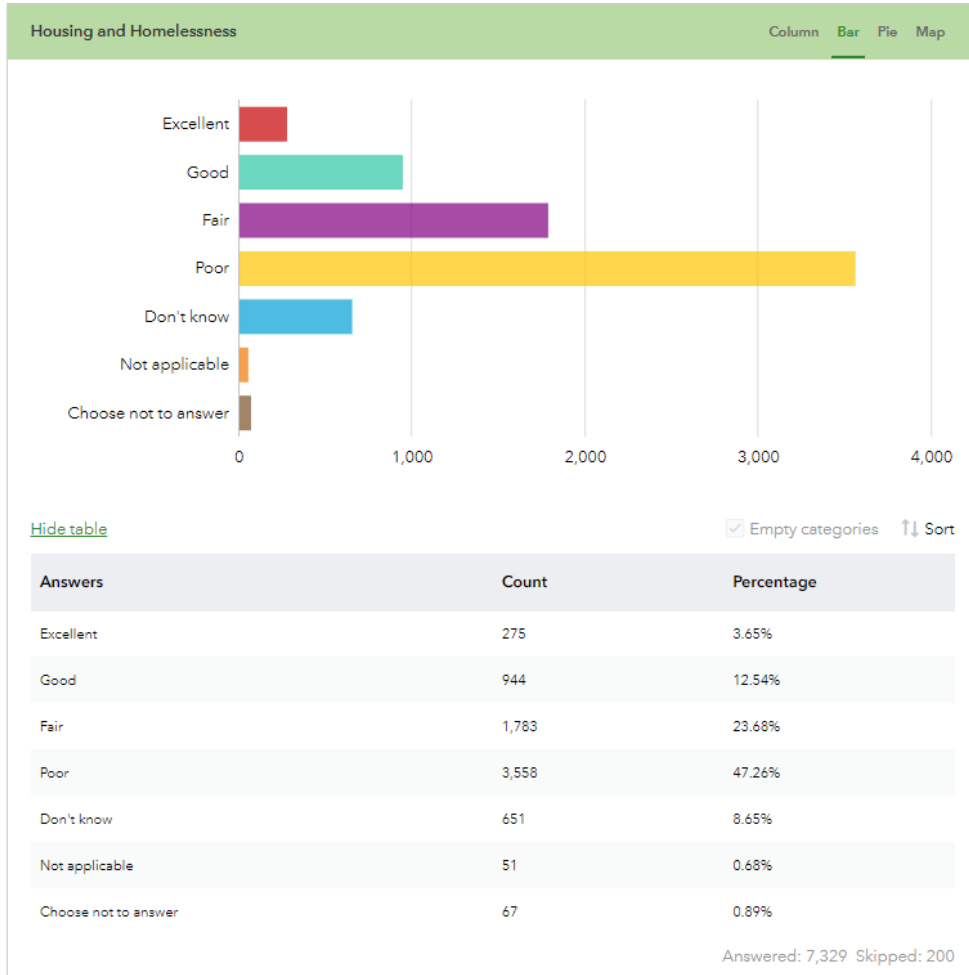 Housing and Homelessness Column Bar Pie Map
Excellent
Good
Fair
Poor
Don't know
Not applicable
Choose not to answer
0 1,000 2,000 3,000 4,000
Hide table Empty categories Sort
Answers Count Percentage
Excellent 275 3.65%
Good 944 12.54%
Fair 1,783 23.68%
Poor 3,558 47.26%
Don't know 651 8.65%
Not applicable 51 0.68%
Choose not to answer 67 0.89%
Answered: 7,329 Skipped: 200